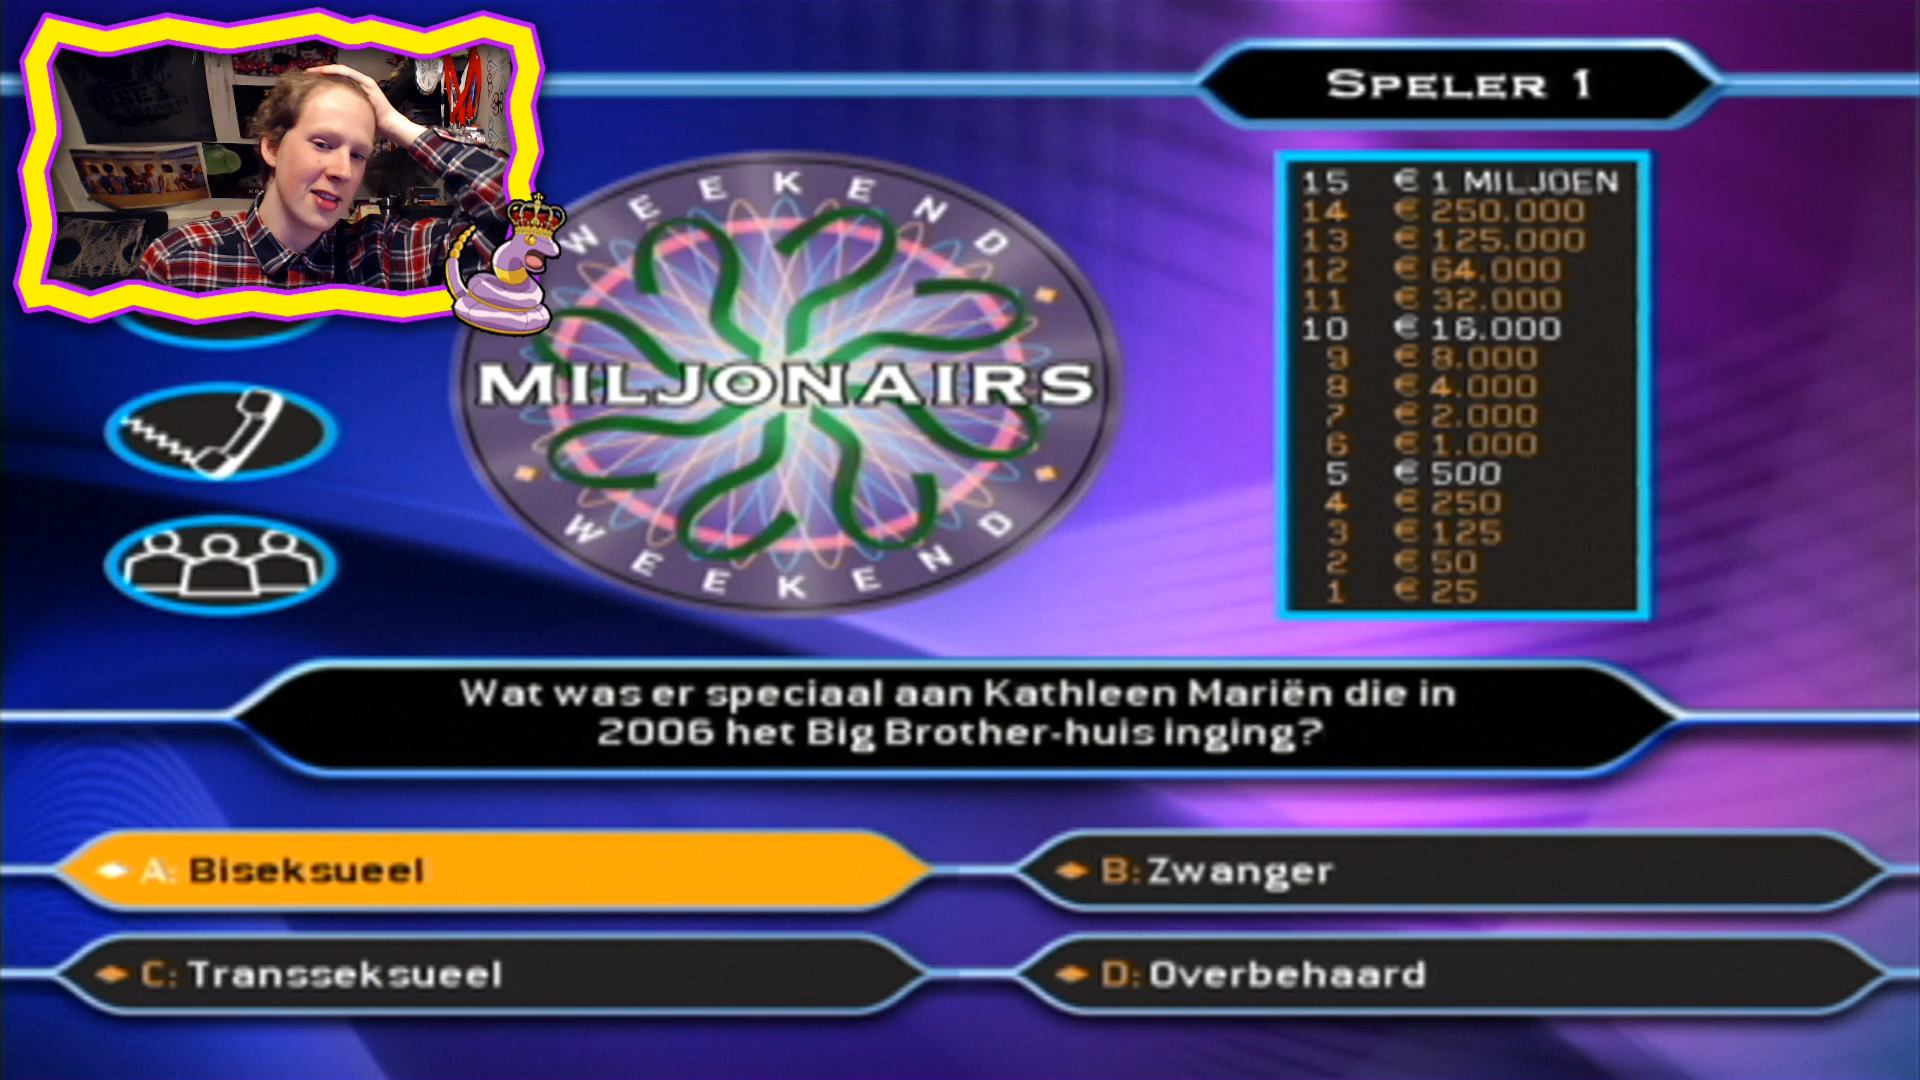 SPELER 1
WEEKEND
MILJONAIRS
WEEKEND
15 € 1 MILJOEN
14 € 250.000
13 € 125.000
12 € 64.000
11 € 32.000
10 € 16.000
9 € 8.000
8 € 4.000
7 € 2.000
6 € 1.000
5 € 500
4 € 250
3 € 125
2 € 50
1 € 25
Wat was er speciaal aan Kathleen Mariën die in
2006 het Big Brother-huis inging?
A: Biseksueel
B: Zwanger
C: Transseksueel
D: Overbehaard